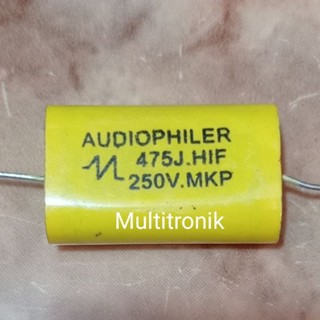 AUDIOPHILER
475J.HIF
250V.MKP
Multitronik